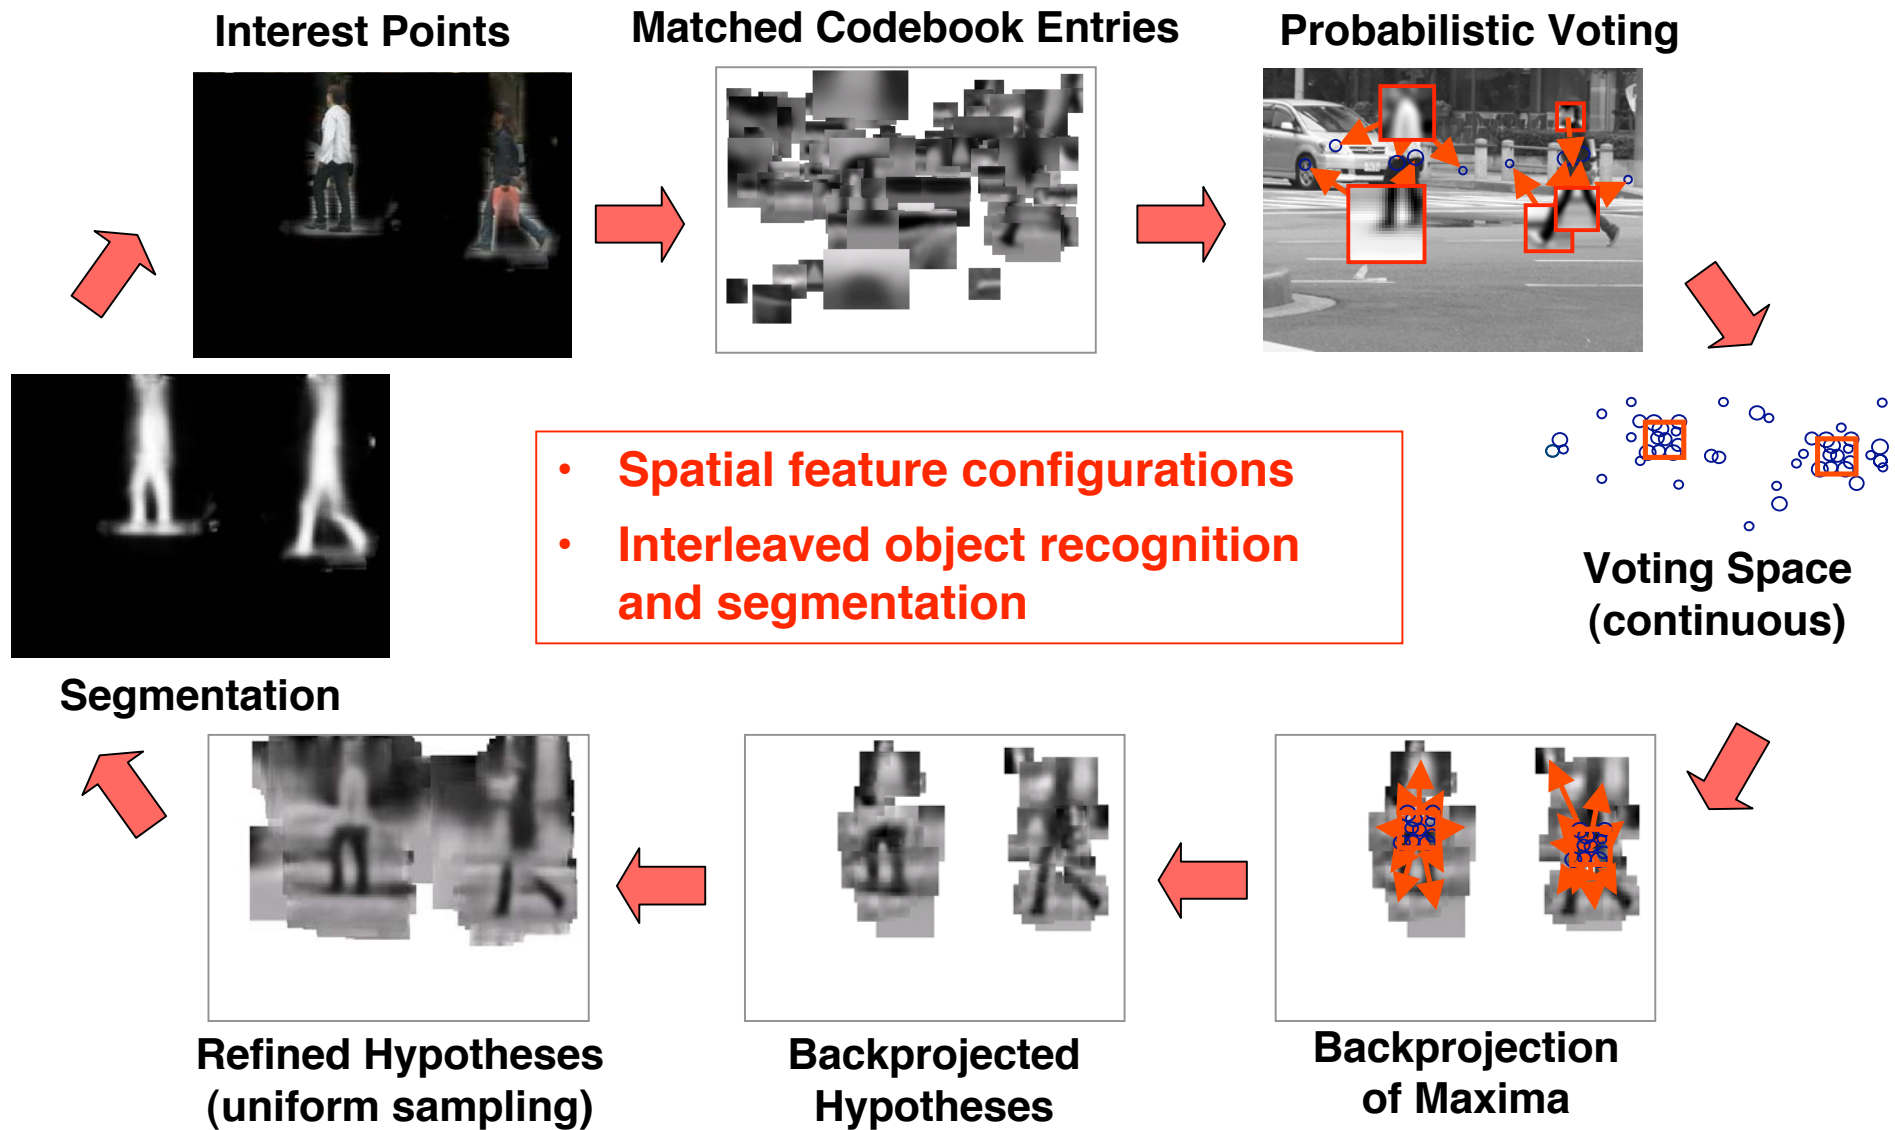 Interest Points
Matched Codebook Entries
Probabilistic Voting
• Spatial feature configurations
• Interleaved object recognition
and segmentation
Voting Space
(continuous)
Segmentation
Refined Hypotheses
(uniform sampling)
Backprojected
Hypotheses
Backprojection
of Maxima